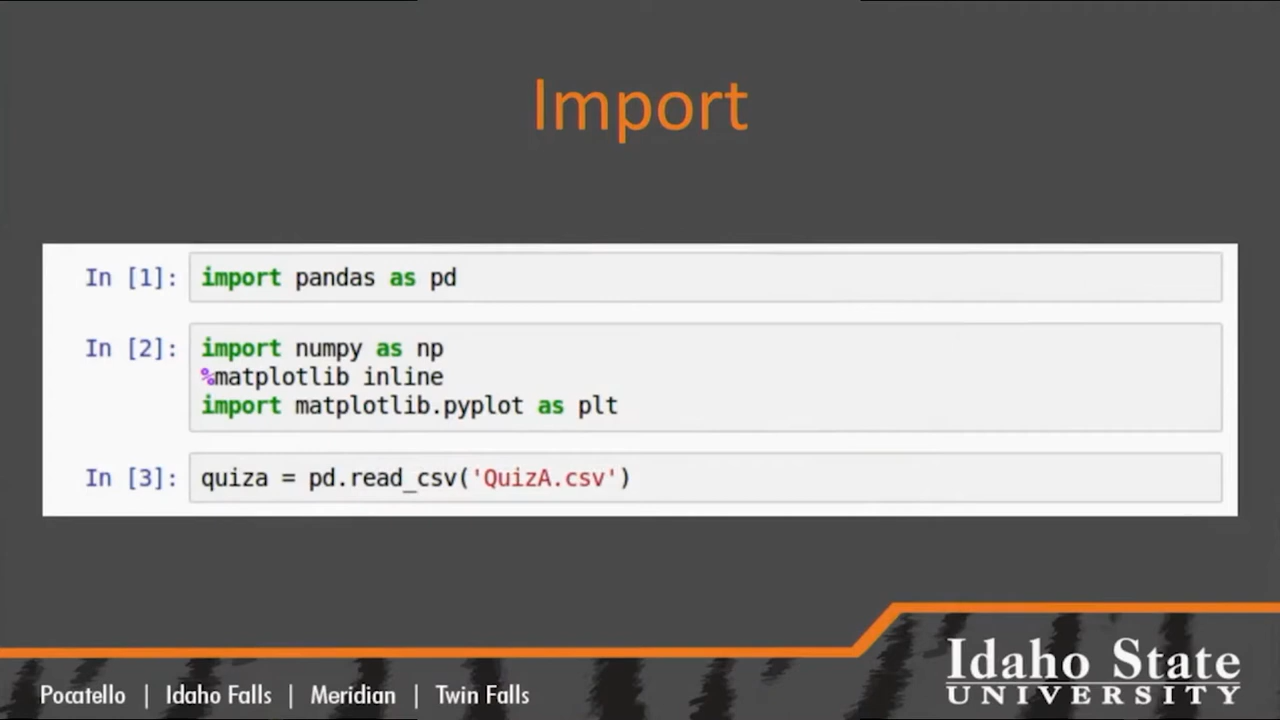 Import
In [1]: import pandas as pd
In [2]: import numpy as np
%matplotlib inline
import matplotlib.pyplot as plt
In [3]: quiza = pd.read_csv('QuizA.csv')
Pocatello | Idaho Falls | Meridian | Twin Falls
Idaho State
UNIVERSITY